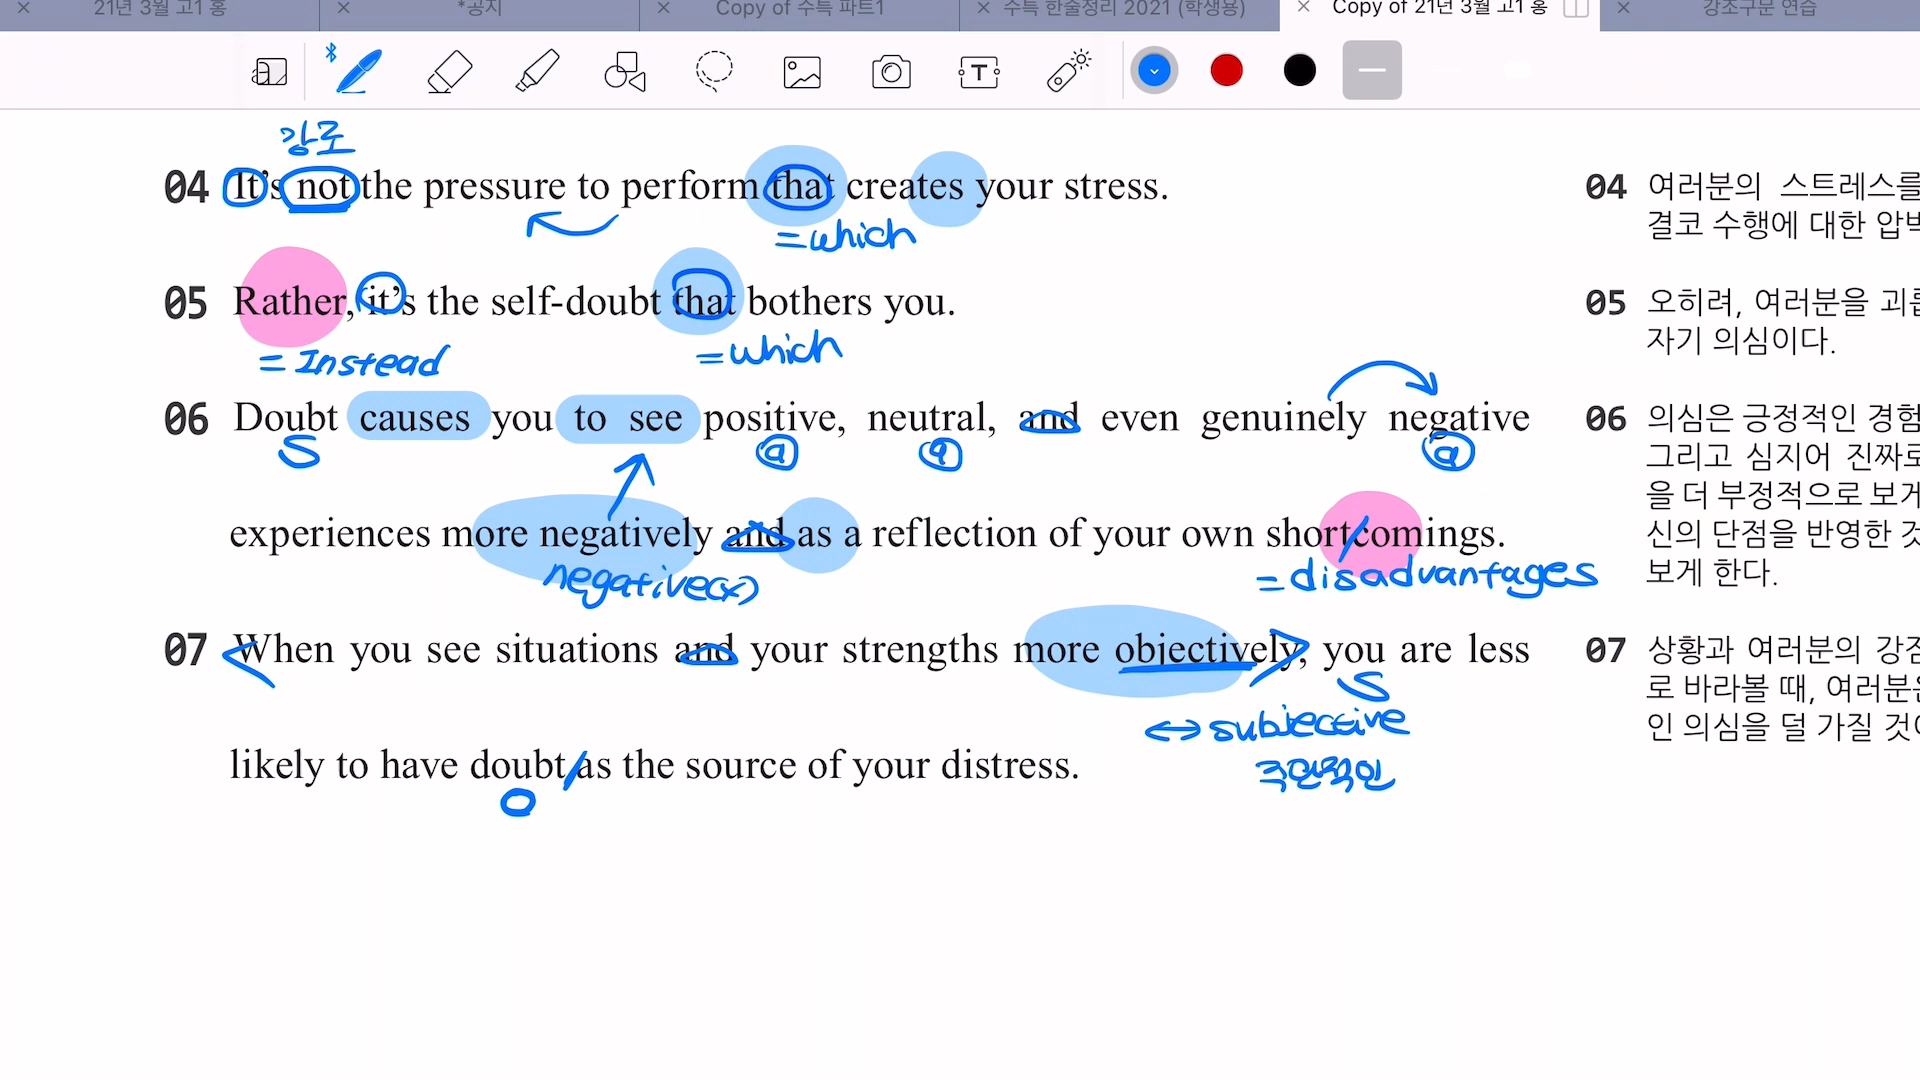 21년 3월 고1 홍
*공지
Copy of 수특 파트1
수특 한술정리 2021 (학생용)
Copy of 21년 3월 고1 홍
강조구문 연습
T
강조
04 It's not the pressure to perform that creates your stress.
=which
05 Rather, it's the self-doubt that bothers you.
= Instead
=which
06 Doubt causes you to see positive, neutral, and even genuinely negative
S
a
a
a
experiences more negatively and as a reflection of your own shortcomings.
negative(x)
=disadvantages
07 When you see situations and your strengths more objectively, you are less
S
↔ subjective
likely to have doubt/as the source of your distress.
주관적인
O
04 여러분의 스트레스를
결코 수행에 대한 압박
05 오히려, 여러분을 괴롭
자기 의심이다.
06 의심은 긍정적인 경험
그리고 심지어 진짜로
을 더 부정적으로 보게
신의 단점을 반영한 것
보게 한다.
07 상황과 여러분의 강점
로 바라볼 때, 여러분은
인 의심을 덜 가질 것이